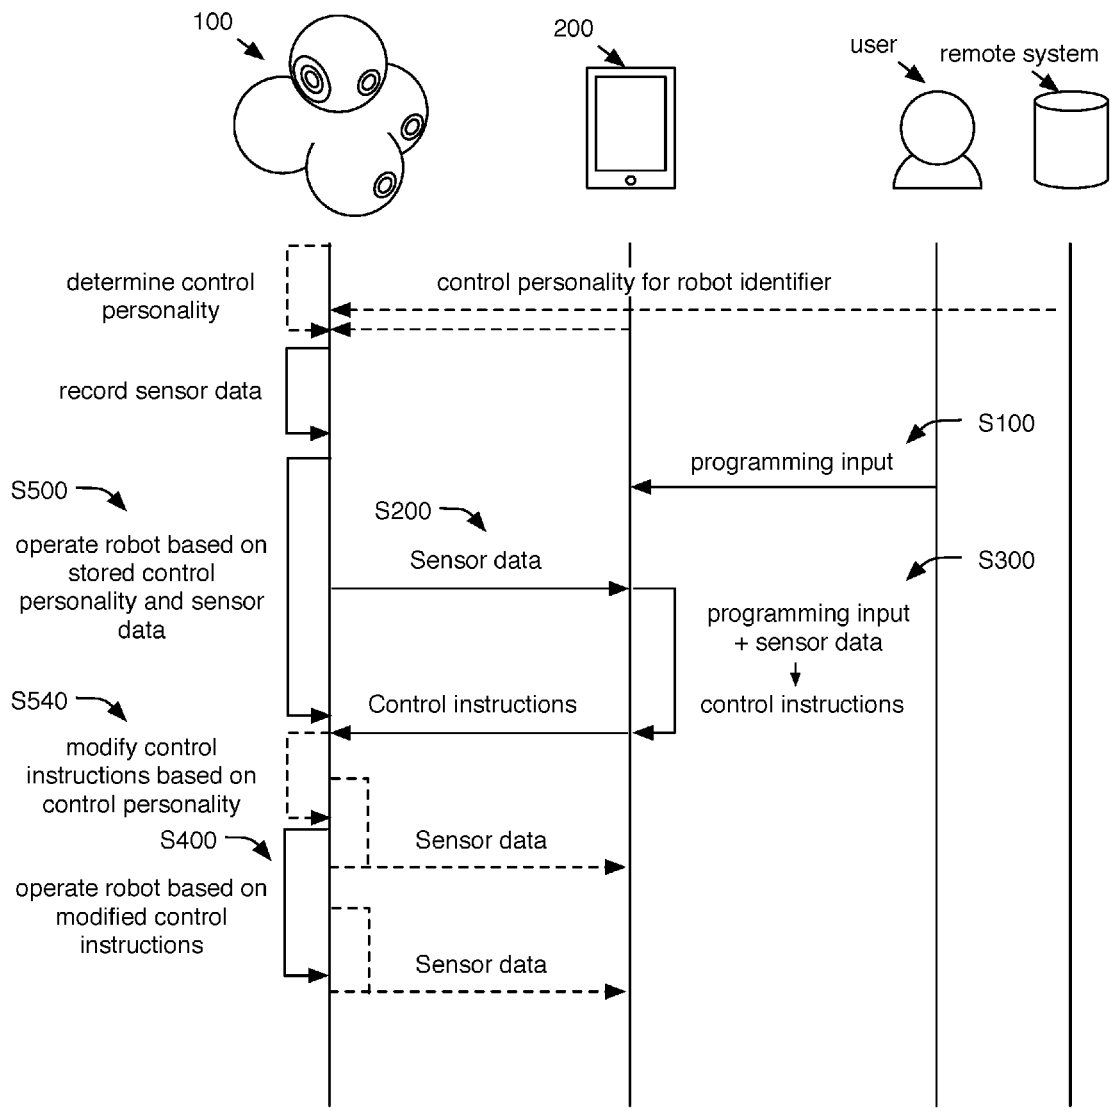 100
200
user
remote system
determine control
personality
control personality for robot identifier
record sensor data
S100
programming input
S500
operate robot based on
stored control
personality and sensor
data
S200
Sensor data
S300
programming input
+ sensor data
control instructions
Control instructions
S540
modify control
instructions based on
control personality
S400
Sensor data
operate robot based on
modified control
instructions
Sensor data